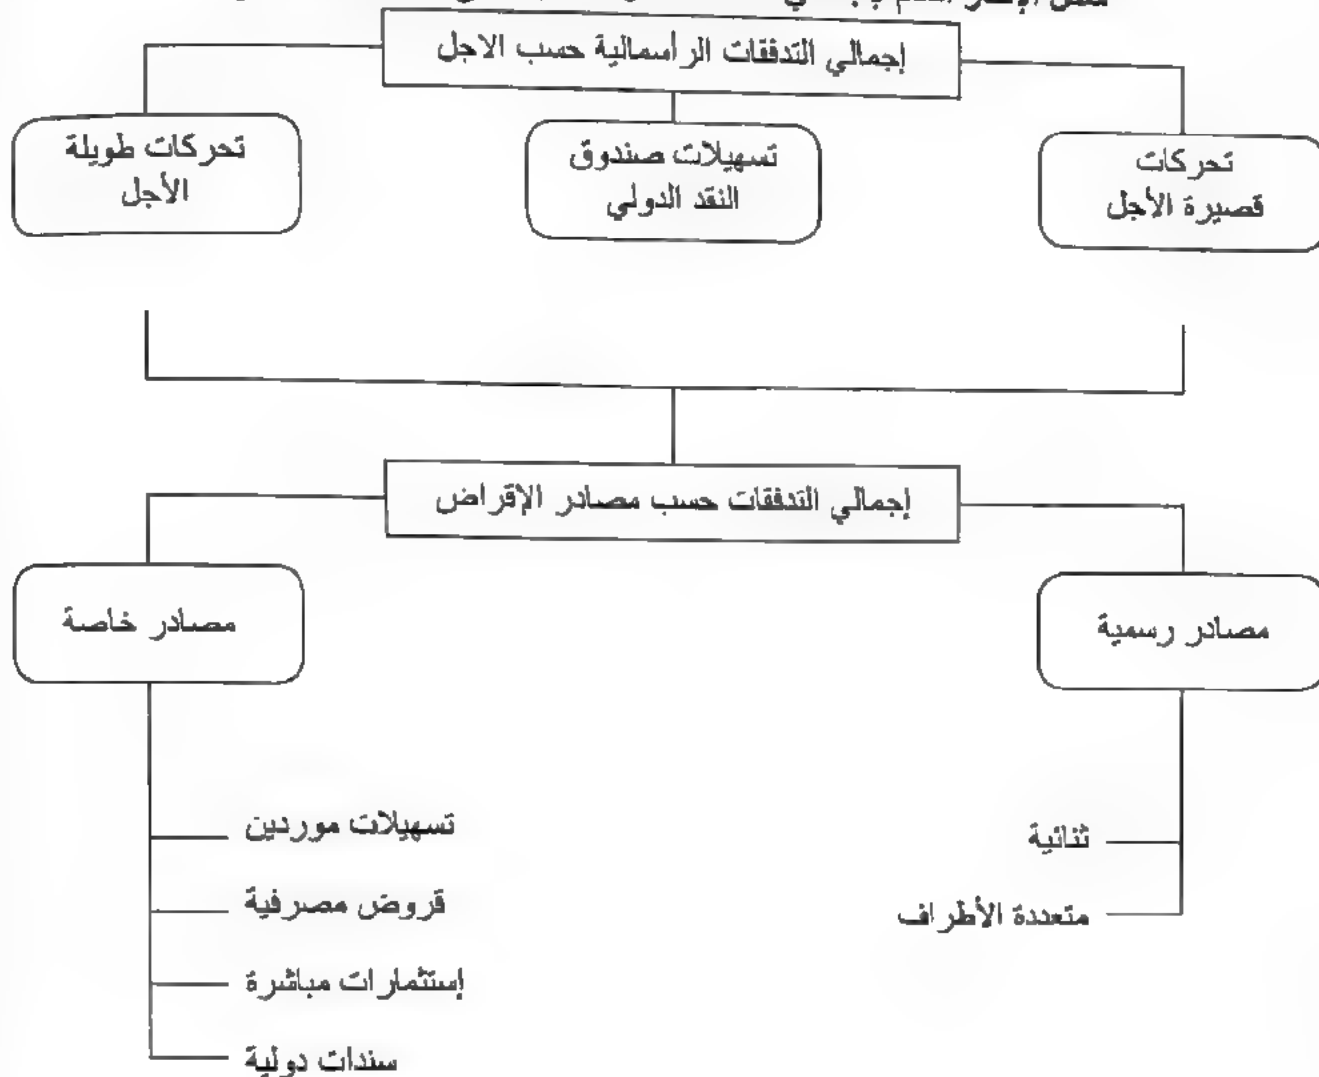 إجمالي التدفقات الرأسمالية حسب الاجل
تحركات
قصيرة الأجل
تسهيلات صندوق
النقد الدولي
تحركات طويلة
الأجل
إجمالي التدفقات حسب مصادر الإقراض
مصادر رسمية
ثنائية
متعددة الأطراف
مصادر خاصة
تسهيلات موردين
قروض مصرفية
إستثمارات مباشرة
سندات دولية